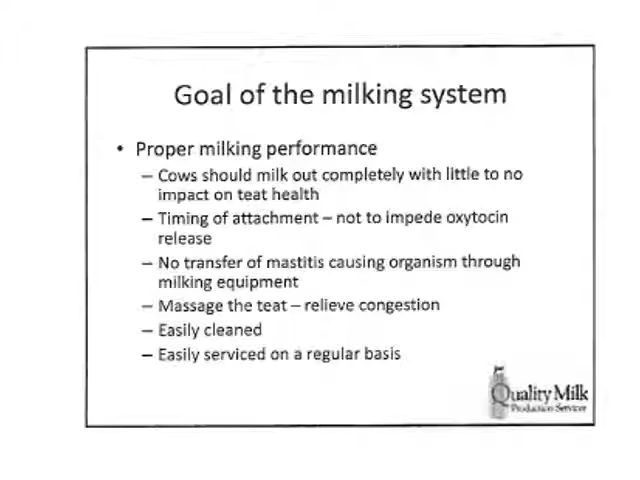 Goal of the milking system
• Proper milking performance
– Cows should milk out completely with little to no
impact on teat health
– Timing of attachment – not to impede oxytocin
release
– No transfer of mastitis causing organism through
milking equipment
– Massage the teat – relieve congestion
– Easily cleaned
– Easily serviced on a regular basis
Quality Milk
Production Services